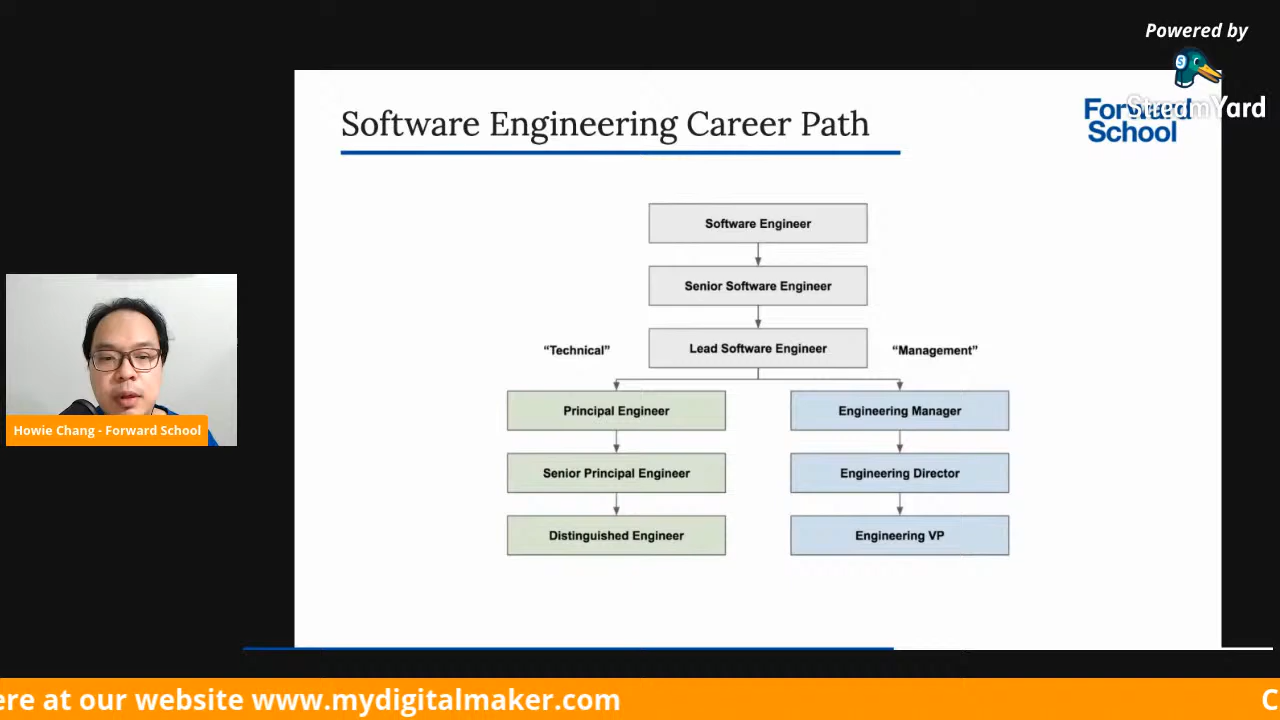 Powered by
StreamYard
Forward
School
Software Engineering Career Path
Software Engineer
Senior Software Engineer
“Technical”
Lead Software Engineer
“Management”
Principal Engineer
Engineering Manager
Senior Principal Engineer
Engineering Director
Distinguished Engineer
Engineering VP
Howie Chang - Forward School
ere at our website www.mydigitalmaker.com
C